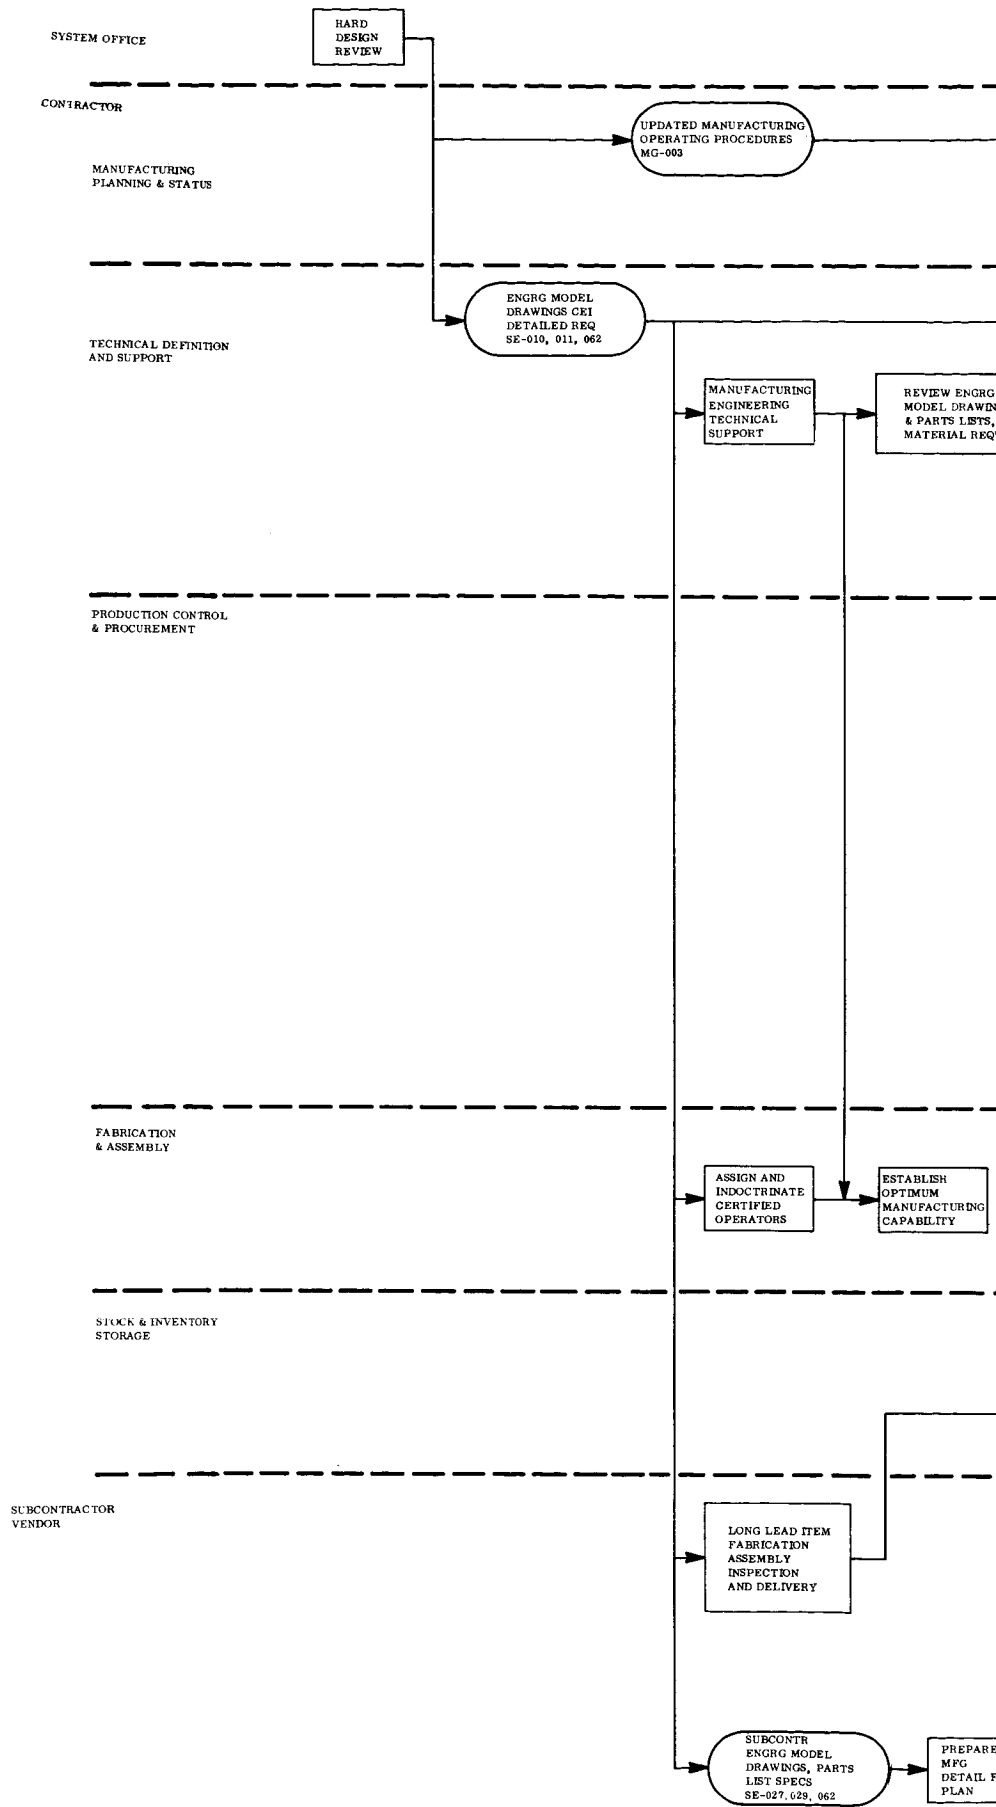 SYSTEM OFFICE
HARD
DESIGN
REVIEW
CONTRACTOR
UPDATED MANUFACTURING
OPERATING PROCEDURES
MG-003
MANUFACTURING
PLANNING & STATUS
ENGRG MODEL
DRAWINGS CEI
DETAILED REQ
SE-010, 011, 062
TECHNICAL DEFINITION
AND SUPPORT
MANUFACTURING
ENGINEERING
TECHNICAL
SUPPORT
REVIEW ENGRG
MODEL DRAWIN
& PARTS LISTS,
MATERIAL REQ
PRODUCTION CONTROL
& PROCUREMENT
FABRICATION
& ASSEMBLY
ASSIGN AND
INDOCTRINATE
CERTIFIED
OPERATORS
ESTABLISH
OPTIMUM
MANUFACTURING
CAPABILITY
STOCK & INVENTORY
STORAGE
SUBCONTRACTOR
VENDOR
LONG LEAD ITEM
FABRICATION
ASSEMBLY
INSPECTION
AND DELIVERY
SUBCONTR
ENGRG MODEL
DRAWINGS, PARTS
LIST SPECS
SE-027, 029, 062
PREPARE
MFG
DETAIL
PLAN